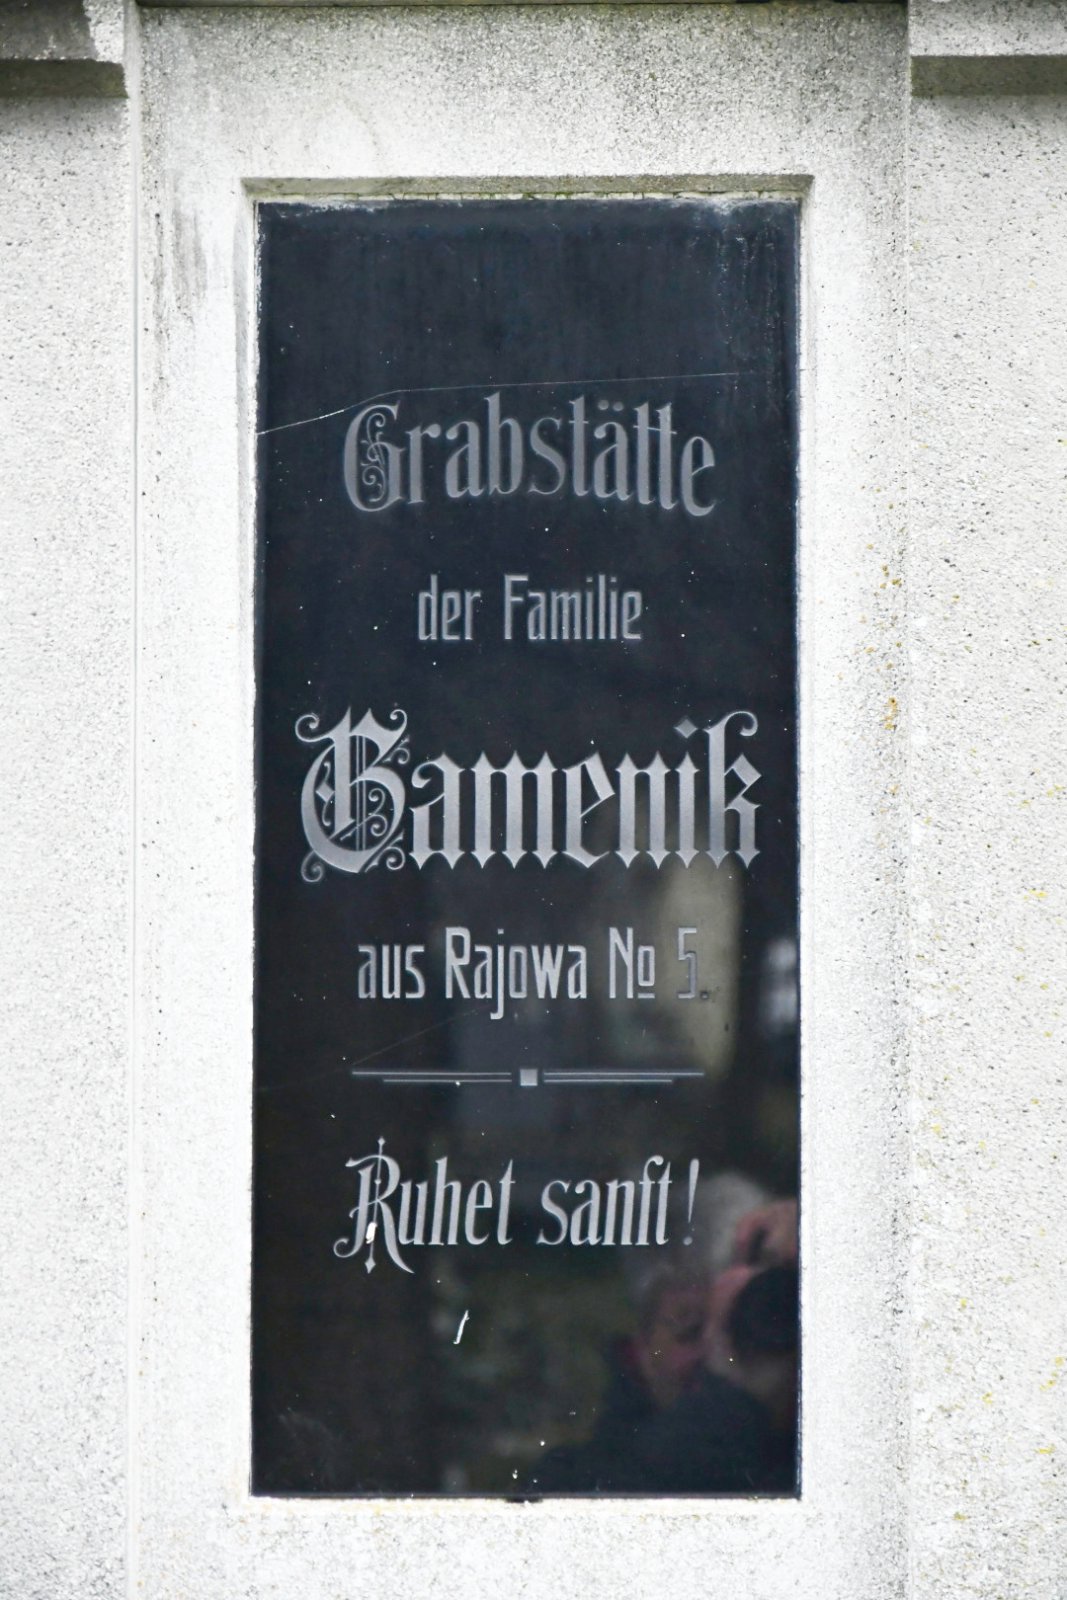 Grabstätte
der Familie
Gamenik
aus Rajowa No 5.
Ruhet sanft!